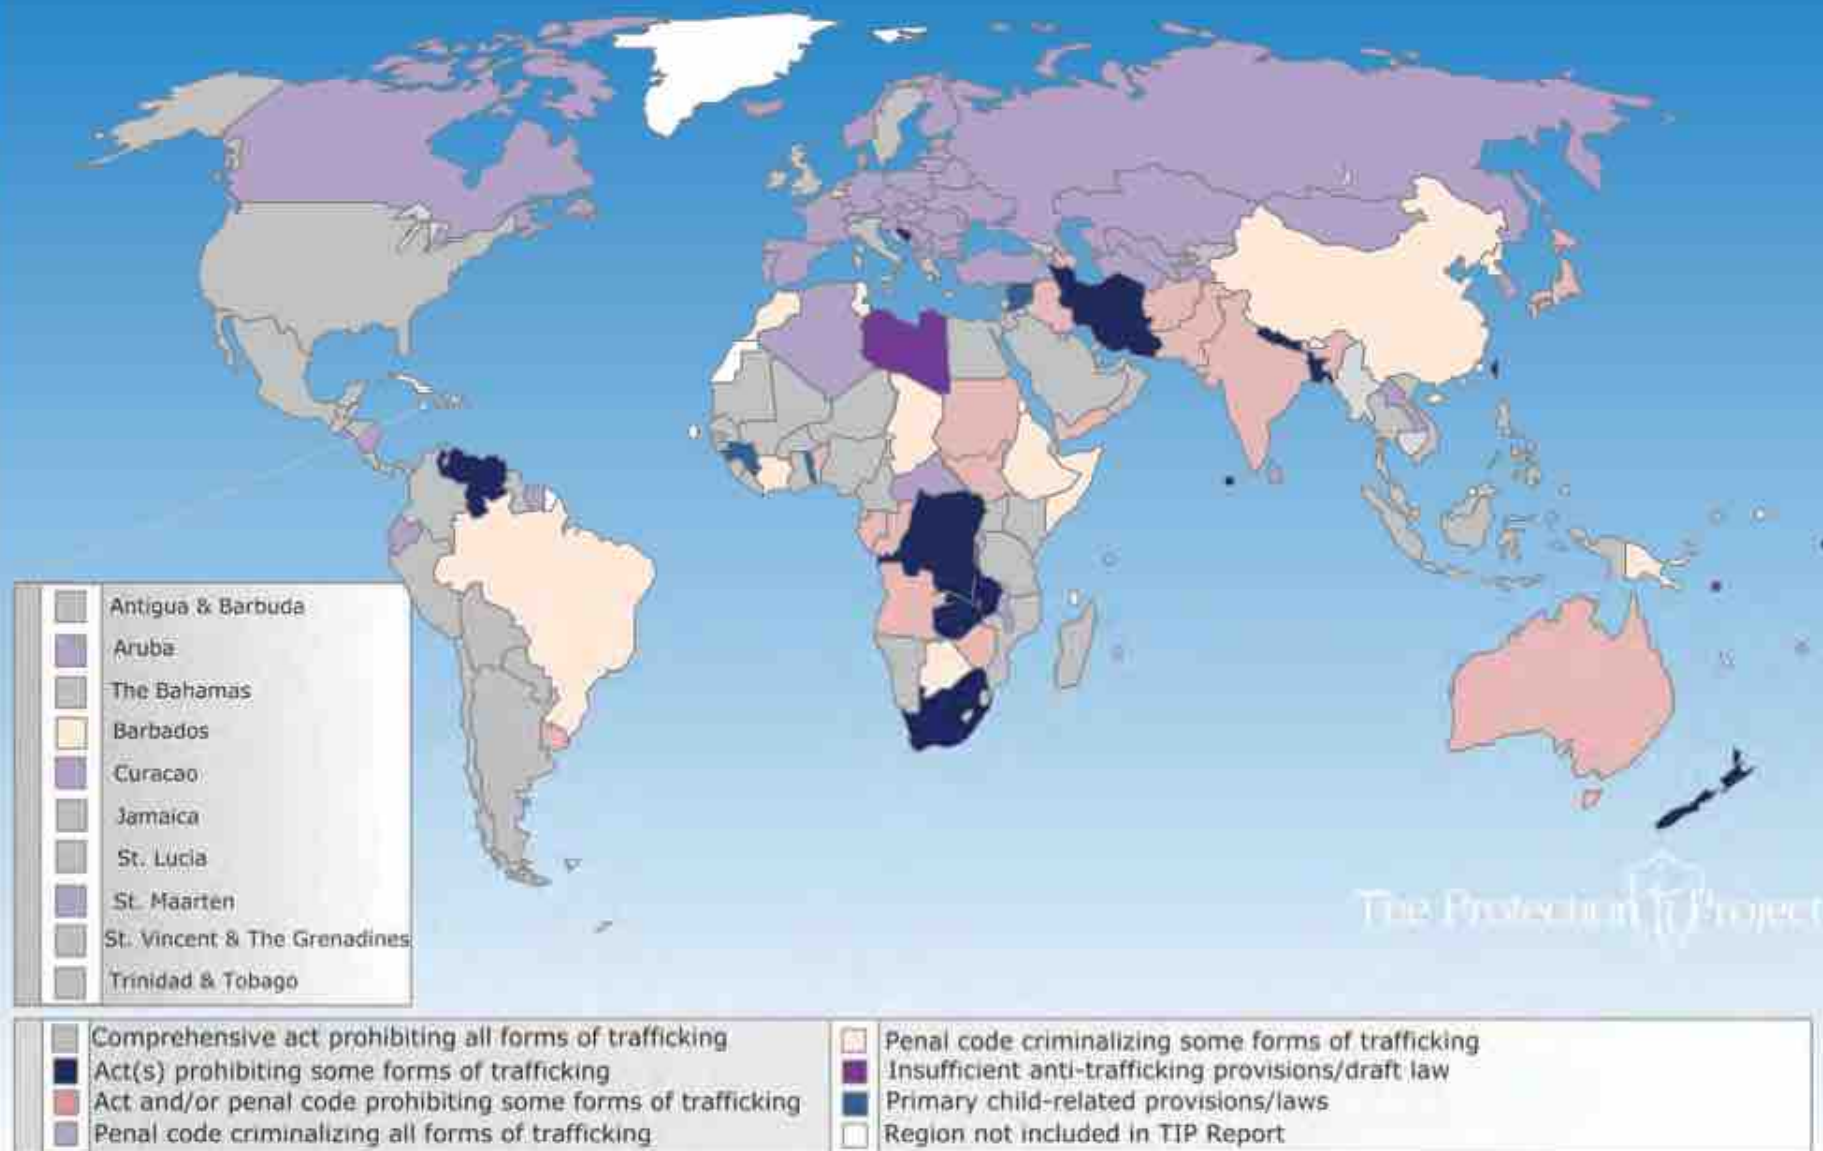 Antigua & Barbuda
Aruba
The Bahamas
Barbados
Curacao
Jamaica
St. Lucia
St. Maarten
St. Vincent & The Grenadines
Trinidad & Tobago
The Protection Project
Comprehensive act prohibiting all forms of trafficking
Act(s) prohibiting some forms of trafficking
Act and/or penal code prohibiting some forms of trafficking
Penal code criminalizing all forms of trafficking
Penal code criminalizing some forms of trafficking
Insufficient anti-trafficking provisions/draft law
Primary child-related provisions/laws
Region not included in TIP Report